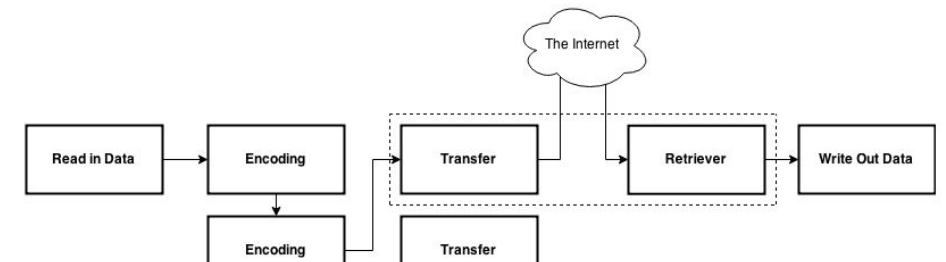 The Internet
Read in Data
Encoding
Transfer
Retriever
Write Out Data
Encoding
Transfer